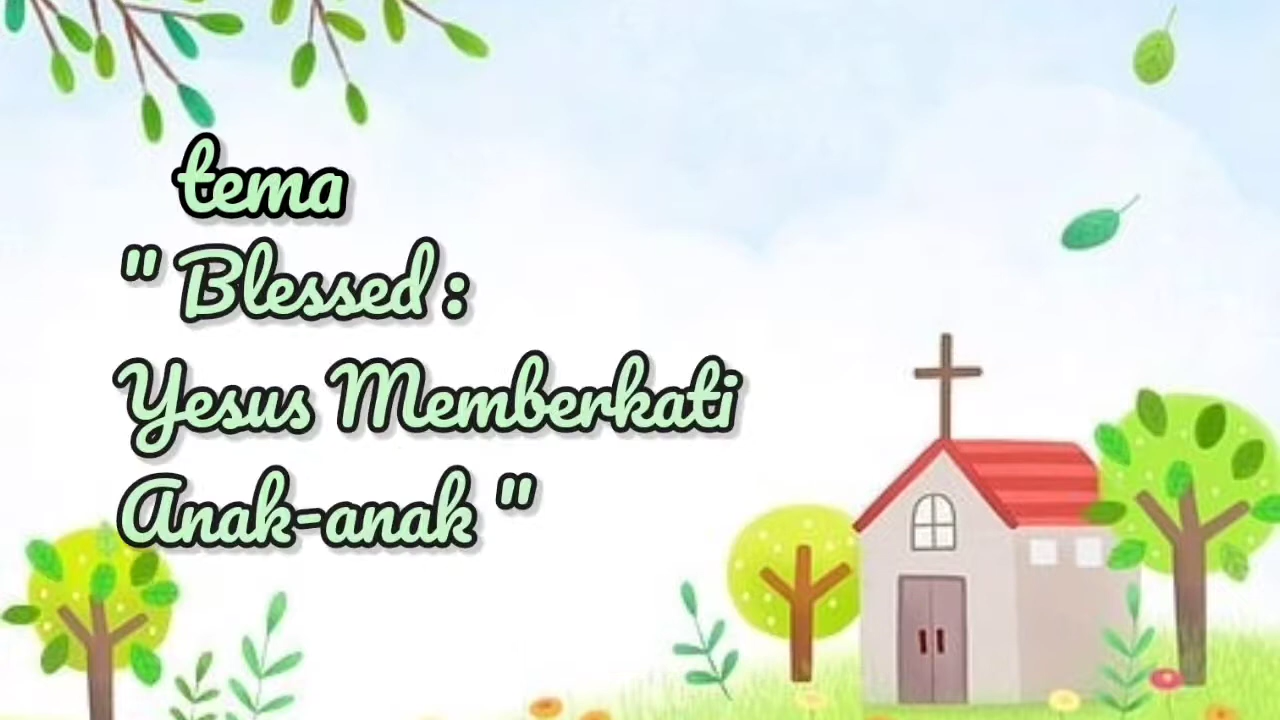 tema
" Blessed :
Yesus Memberkati
Anak-anak "